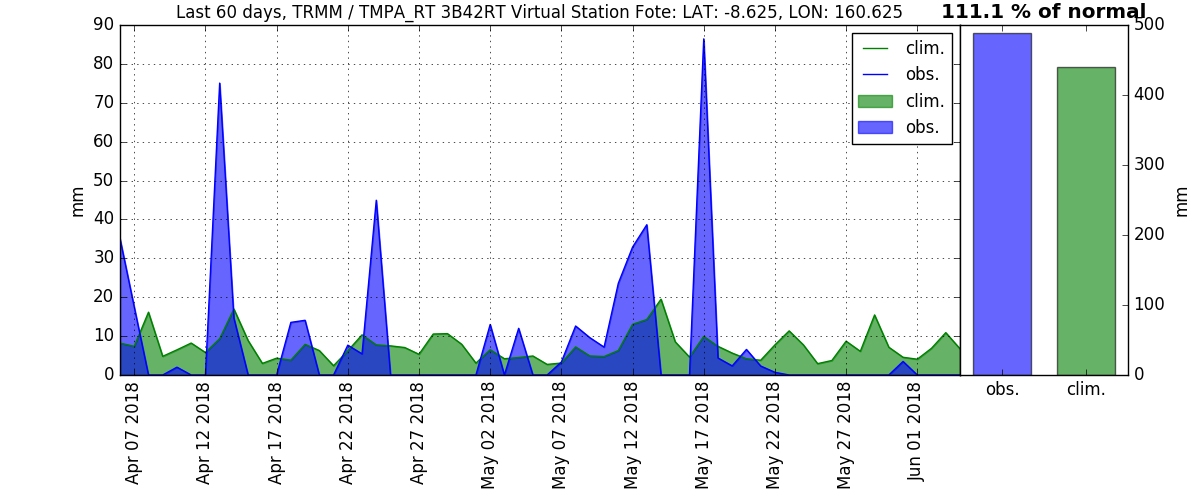 Last 60 days, TRMM / TMPA_RT 3B42RT Virtual Station Fote: LAT: -8.625, LON: 160.625
111.1 % of normal
90
80
70
60
50
40
30
20
10
0
mm
clim.
obs.
clim.
obs.
500
400
300
200
100
0
mm
Apr 07 2018
Apr 12 2018
Apr 17 2018
Apr 22 2018
Apr 27 2018
May 02 2018
May 07 2018
May 12 2018
May 17 2018
May 22 2018
May 27 2018
Jun 01 2018
obs.
clim.